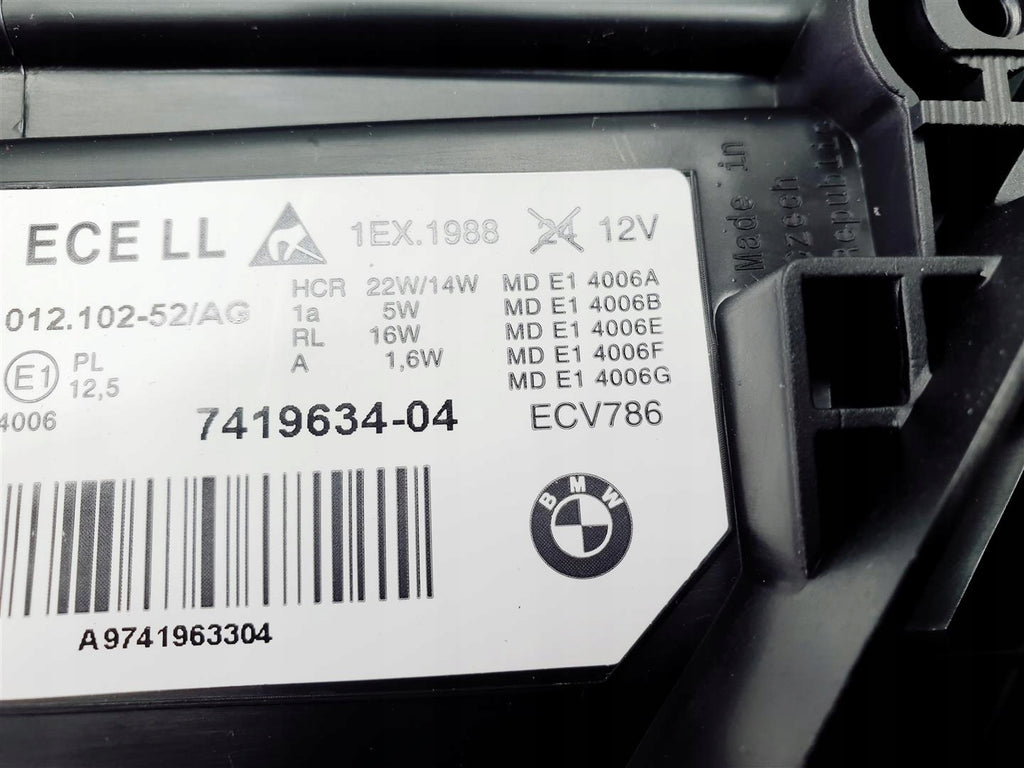 ECE LL 1EX.1988 24 12V
012.102-52/AG
HCR 22W/14W
1a 5W
RL 16W
A 1,6W
MD E1 4006A
MD E1 4006B
MD E1 4006E
MD E1 4006F
MD E1 4006G
E1 PL
12,5
4006
7419634-04
ECV786
BMW
A9741963304
Made in
Czech
Republic